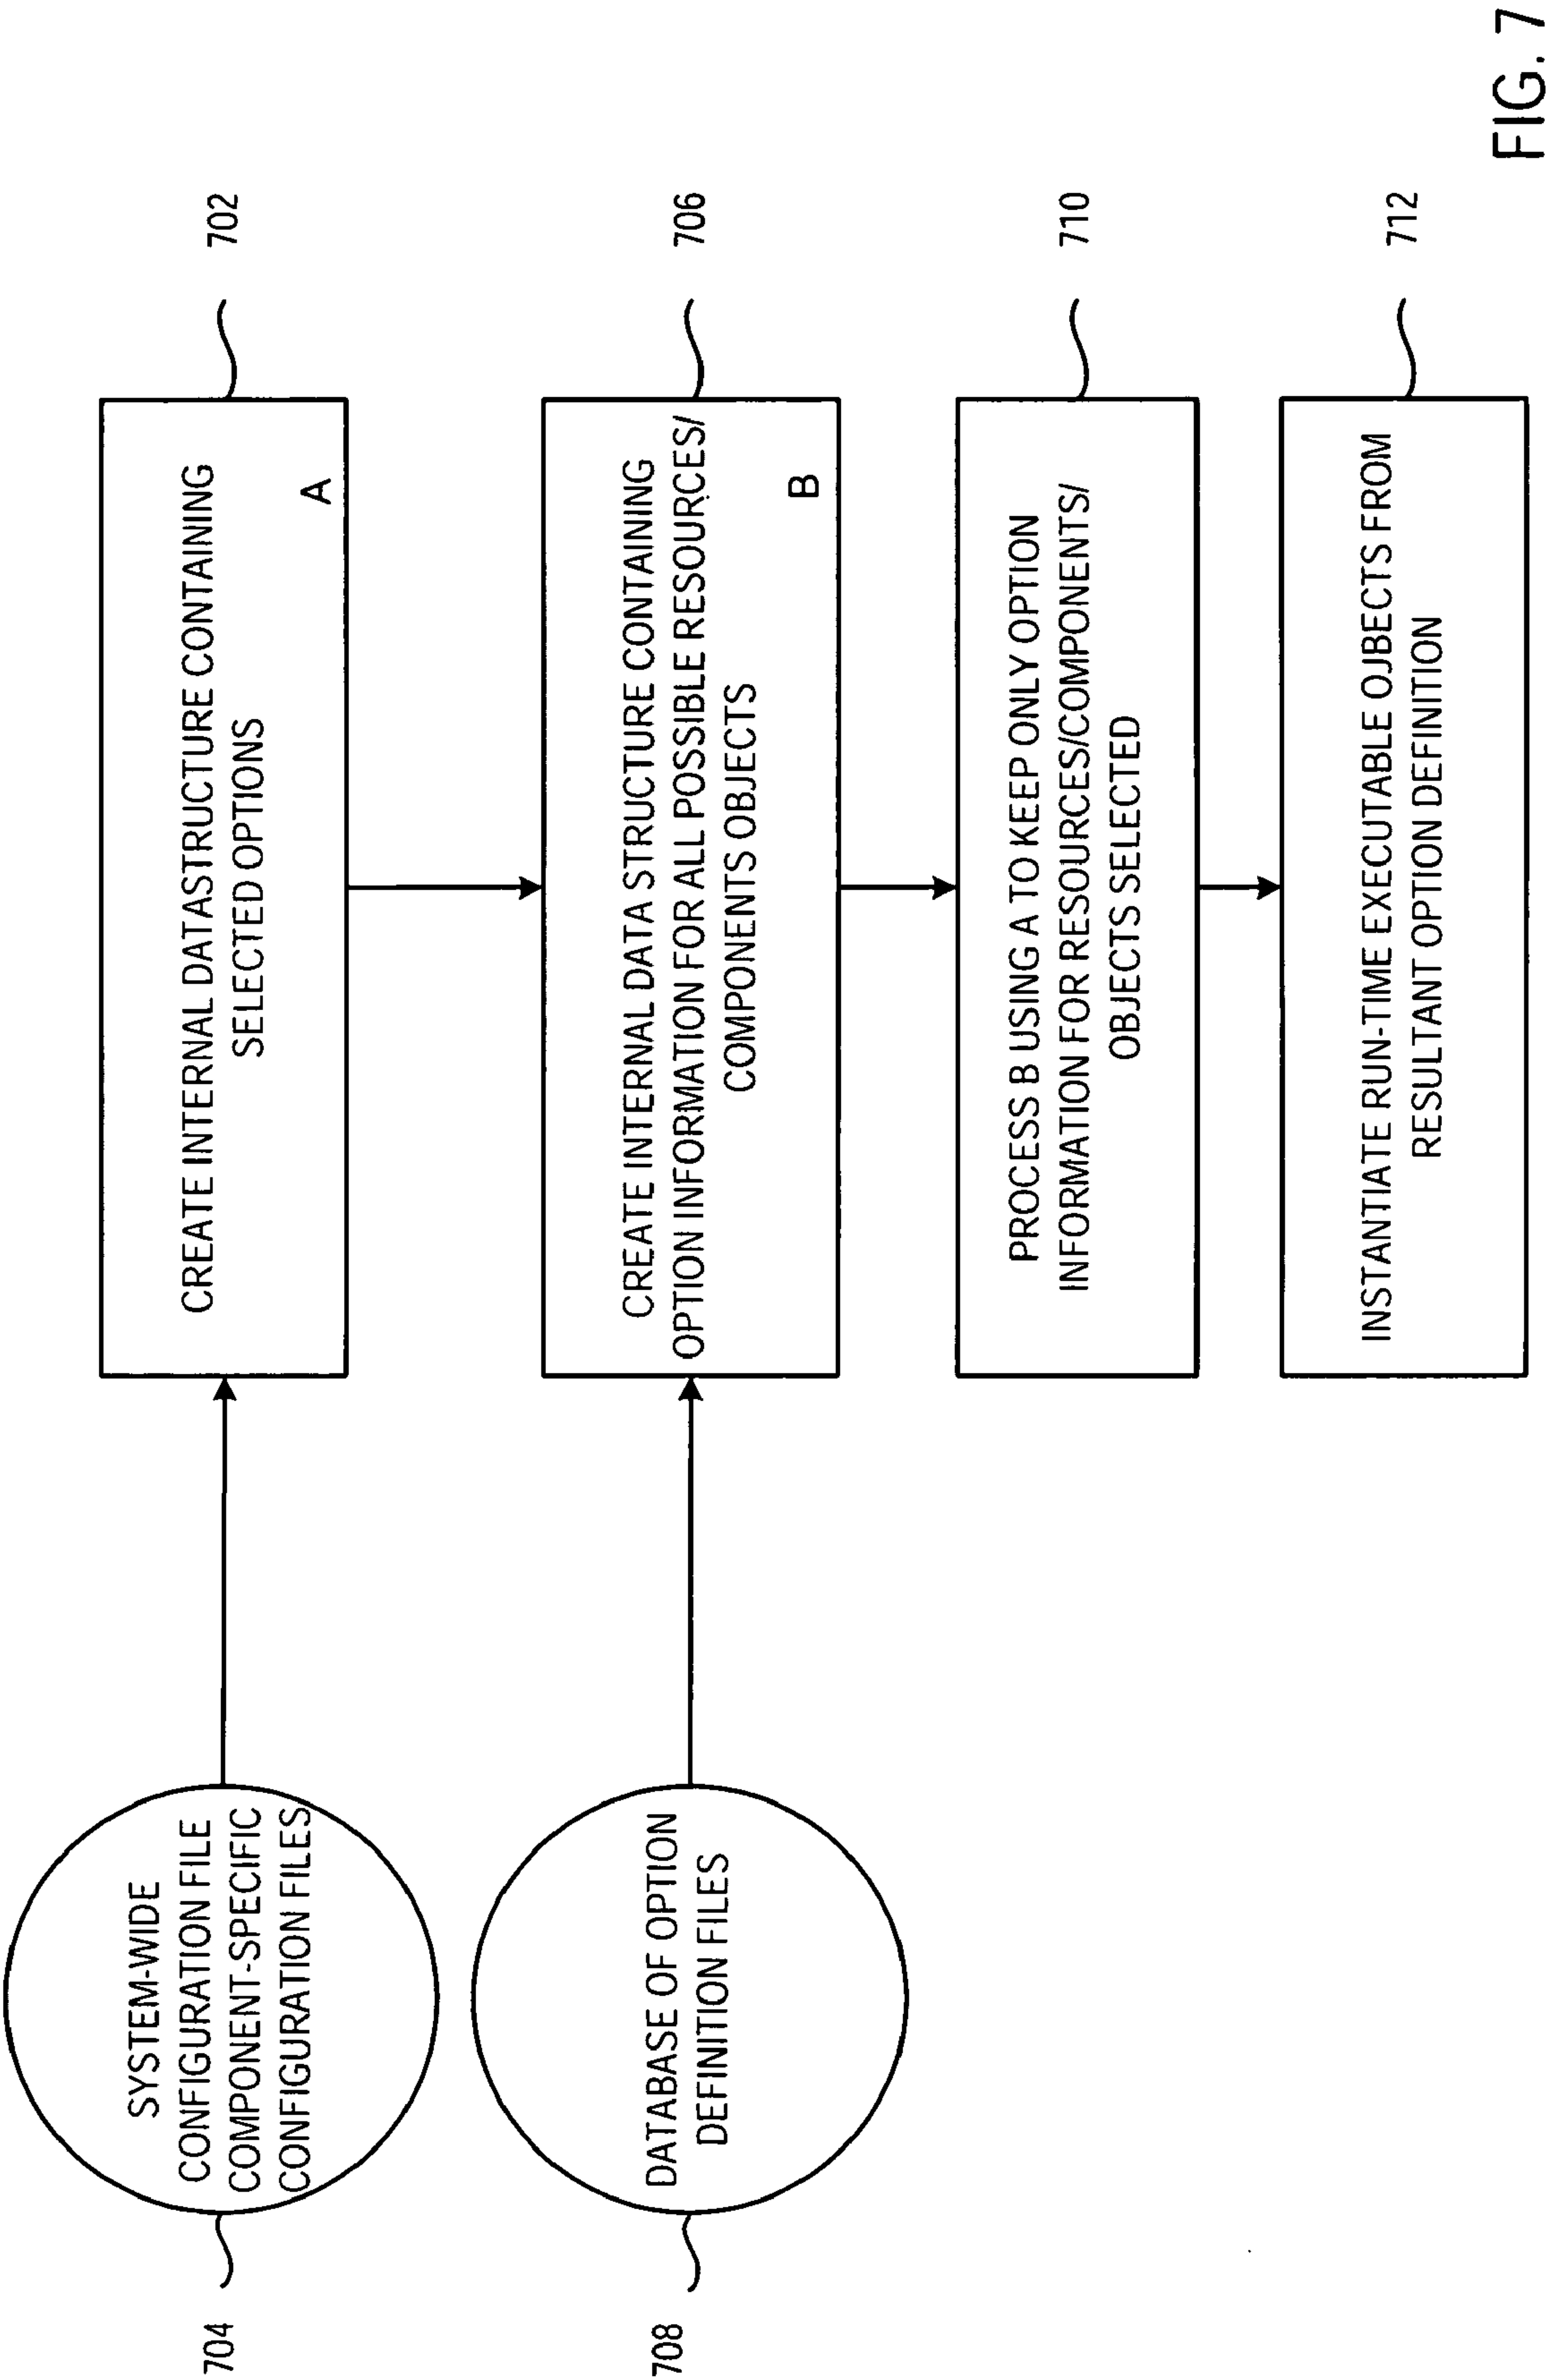 702
CREATE INTERNAL DATASTRUCTURE CONTAINING
SELECTED OPTIONS
A
704
SYSTEM-WIDE
CONFIGURATION FILE
COMPONENT-SPECIFIC
CONFIGURATION FILES
706
CREATE INTERNAL DATA STRUCTURE CONTAINING
OPTION INFORMATION FOR ALL POSSIBLE RESOURCES/
COMPONENTS OBJECTS
B
708
DATABASE OF OPTION
DEFINITION FILES
710
PROCESS B USING A TO KEEP ONLY OPTION
INFORMATION FOR RESOURCES/COMPONENTS/
OBJECTS SELECTED
712
INSTANTIATE RUN-TIME EXECUTABLE OJBECTS FROM
RESULTANT OPTION DEFINITION
FIG. 7